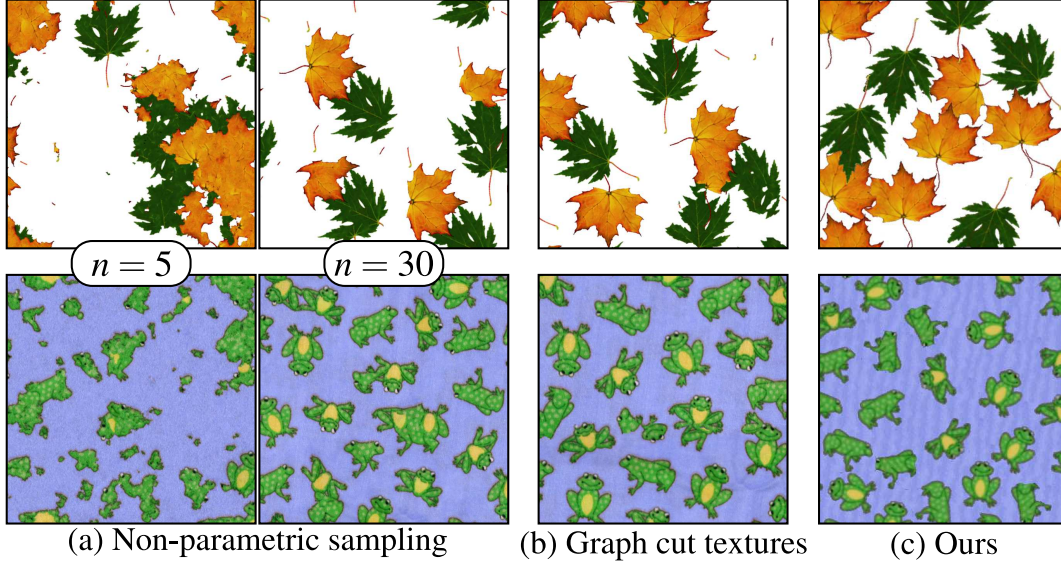 n = 5
n = 30
(a) Non-parametric sampling
(b) Graph cut textures
(c) Ours